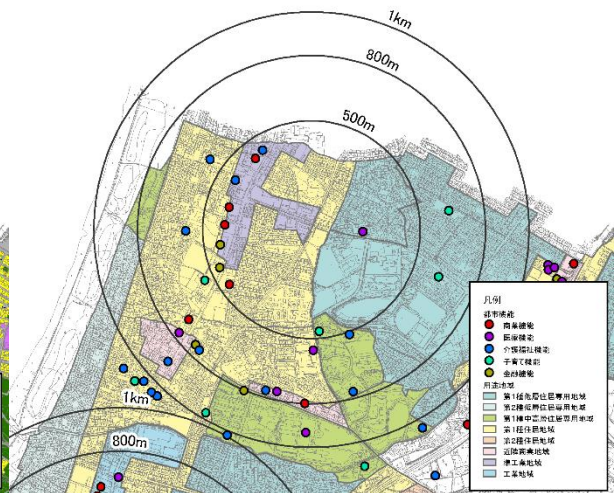 1km
800m
500m
凡例
都市機能
商業機能
医療機能
介護福祉機能
子育て機能
金融機能
用途地域
第1種低層住居専用地域
第2種低層住居専用地域
第1種中高層住居専用地域
第1種住居地域
第2種住居地域
近隣商業地域
準工業地域
工業地域
1km
800m